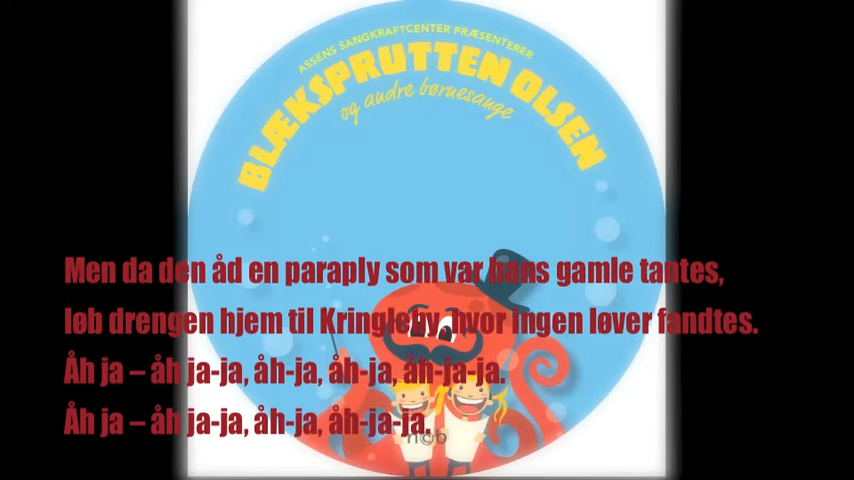 ASSENS SANGKRAFTCENTER PRÆSENTERER
BLÆKSPRUTTEN OLSEN
og andre børnesange
Men da den åd en paraply som var hans gamle tantes,
løb drengen hjem til Kringleby, hvor ingen løver fandtes.
Åh ja – åh ja-ja, åh-ja, åh-ja, åh-ja-ja.
Åh ja – åh ja-ja, åh-ja, åh-ja-ja.